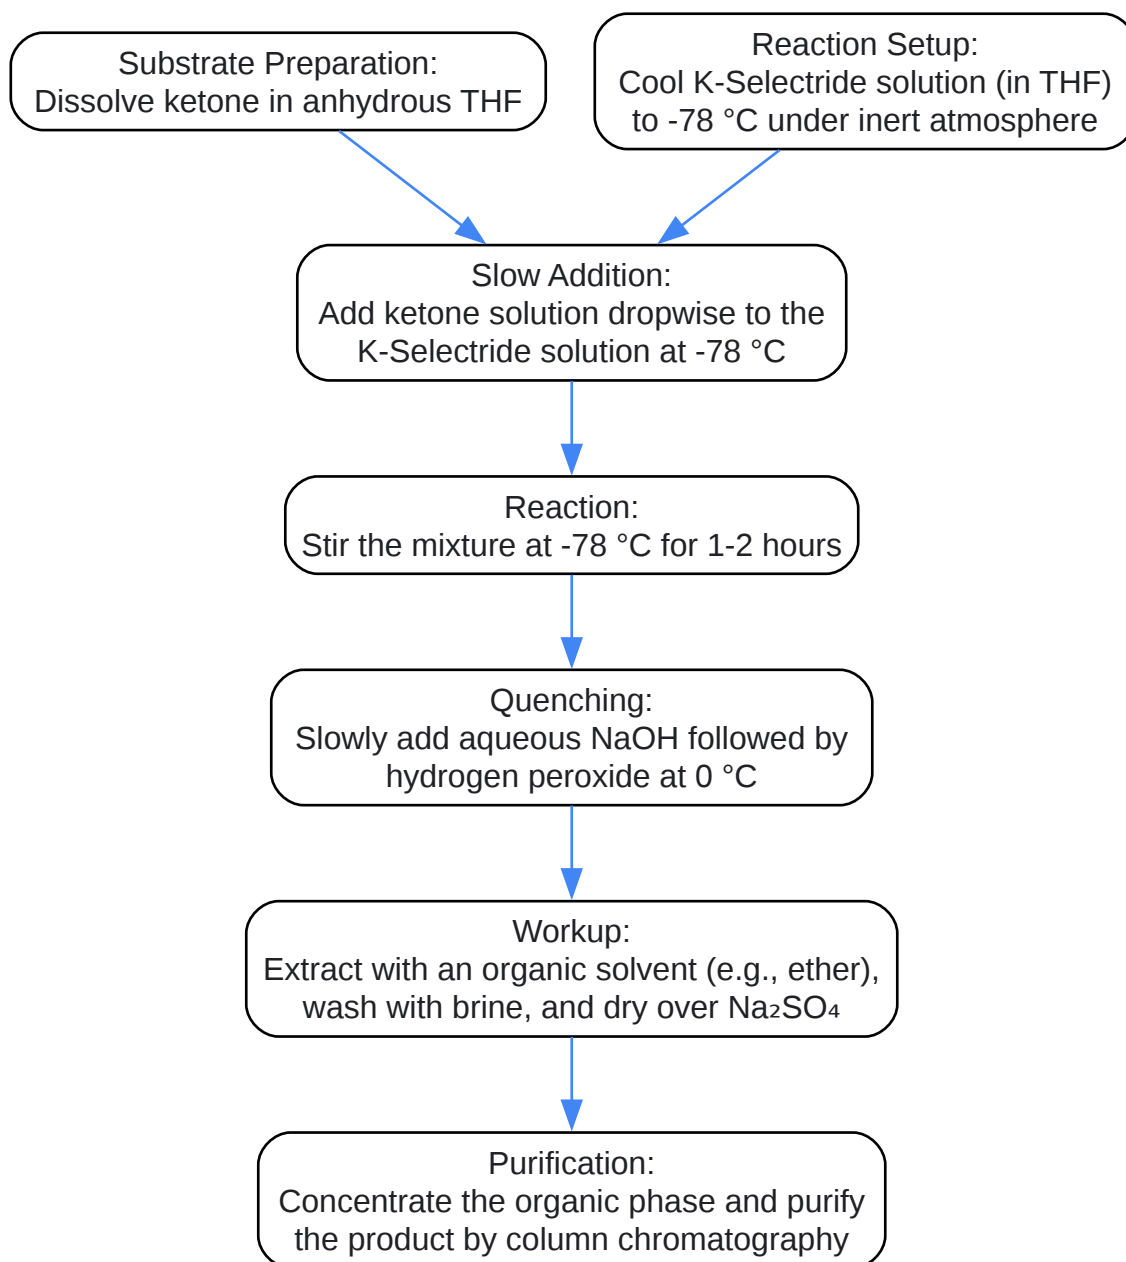 Substrate Preparation:
Dissolve ketone in anhydrous THF
Reaction Setup:
Cool K-Selectride solution (in THF)
to -78 °C under inert atmosphere
Slow Addition:
Add ketone solution dropwise to the
K-Selectride solution at -78 °C
Reaction:
Stir the mixture at -78 °C for 1-2 hours
Quenching:
Slowly add aqueous NaOH followed by
hydrogen peroxide at 0 °C
Workup:
Extract with an organic solvent (e.g., ether),
wash with brine, and dry over Na₂SO₄
Purification:
Concentrate the organic phase and purify
the product by column chromatography